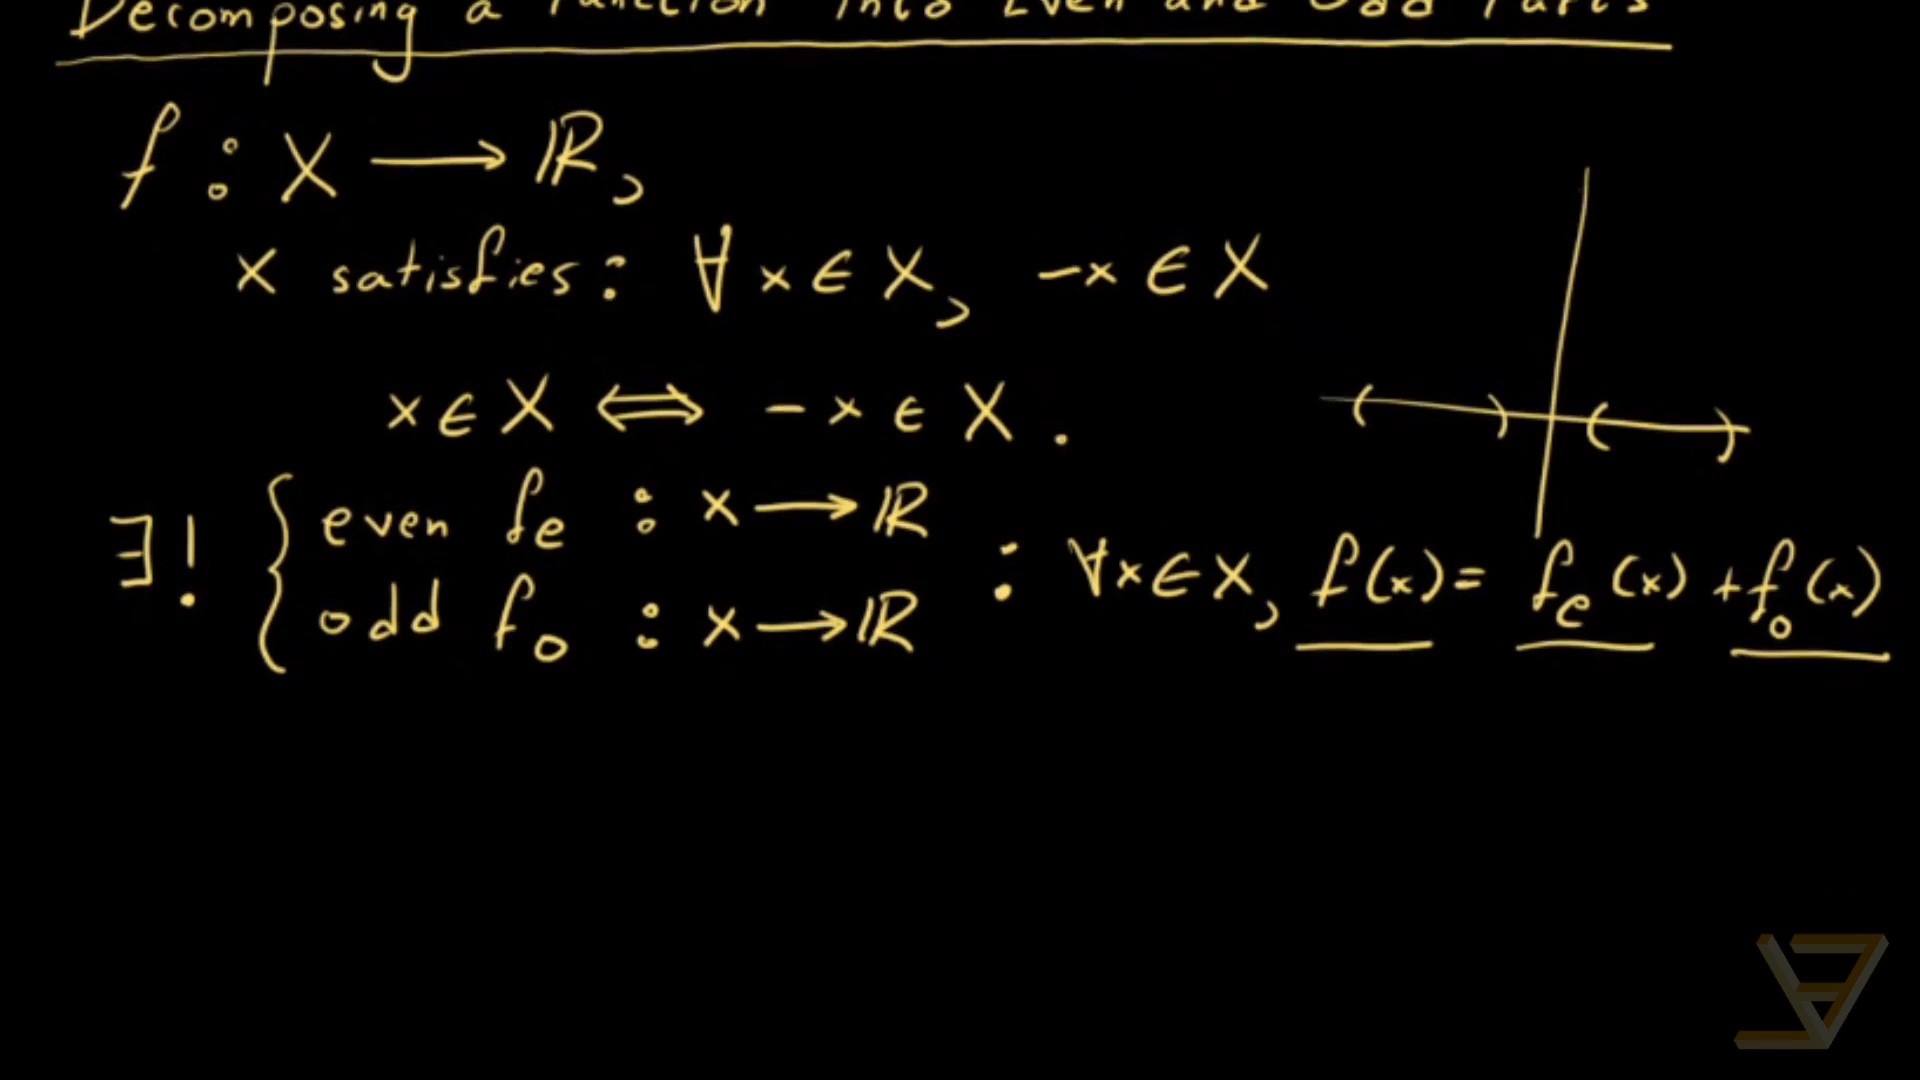 Decomposing a Function into Even and Odd Parts
f : X → ℝ,
X satisfies: ∀ x ∈ X, -x ∈ X
x ∈ X ⇔ -x ∈ X.
∃! { even f_e : X → ℝ
odd f_o : X → ℝ
: ∀x ∈ X, f(x) = f_e(x) + f_o(x)